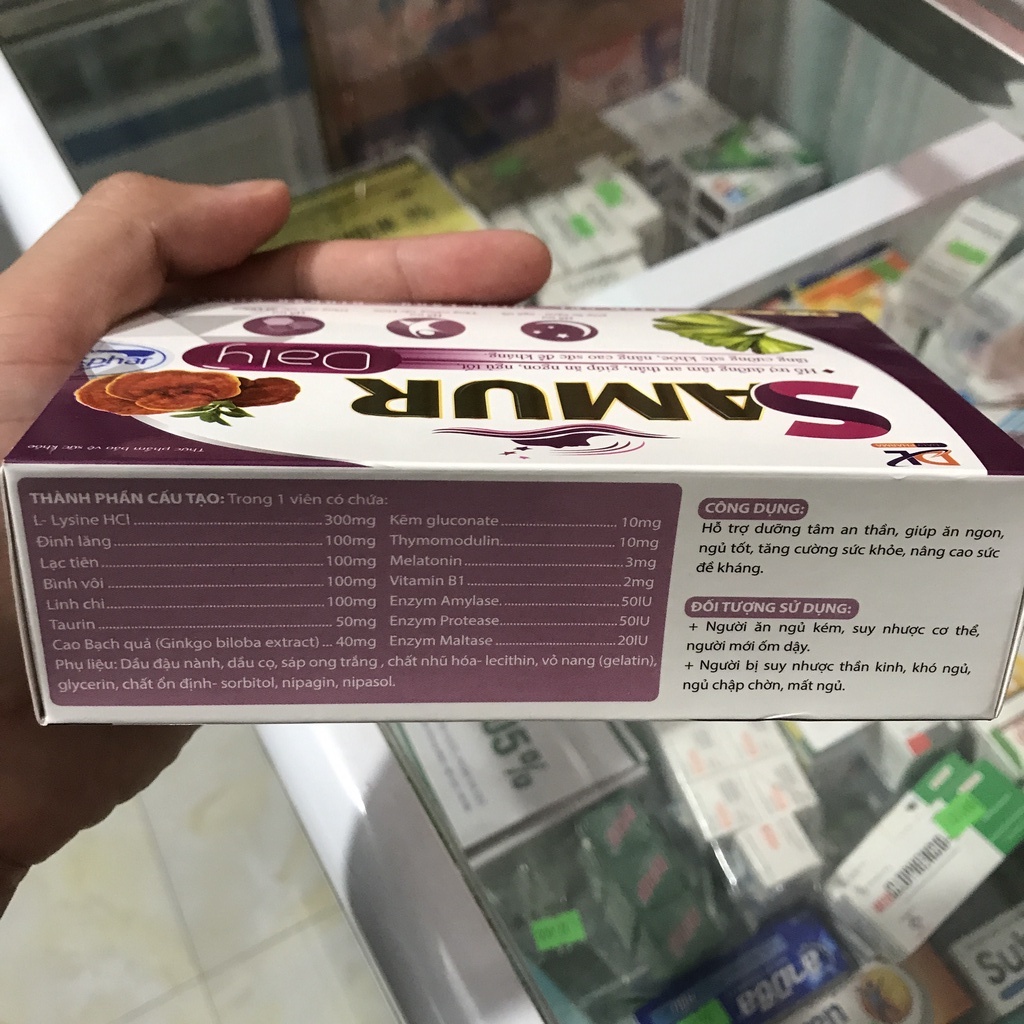 THÀNH PHẦN CẤU TẠO: Trong 1 viên có chứa:
L- Lysine HCl.....300mg
Đinh lăng.....100mg
Lạc tiên.....100mg
Bình vôi.....100mg
Linh chi.....100mg
Taurin.....50mg
Cao Bạch quả (Ginkgo biloba extract)...40mg
Kẽm gluconate.....10mg
Thymomodulin.....10mg
Melatonin.....3mg
Vitamin B1.....2mg
Enzym Amylase.....50IU
Enzym Protease.....50IU
Enzym Maltase.....20IU
Phụ liệu: Dầu đậu nành, dầu cọ, sáp ong trắng , chất nhũ hóa- lecithin, vỏ nang (gelatin),
glycerin, chất ổn định- sorbitol, nipagin, nipasol.
CÔNG DỤNG:
Hỗ trợ dưỡng tâm an thần, giúp ăn ngon,
ngủ tốt, tăng cường sức khỏe, nâng cao sức
đề kháng.
ĐỐI TƯỢNG SỬ DỤNG:
+ Người ăn ngủ kém, suy nhược cơ thể,
người mới ốm dậy.
+ Người bị suy nhược thần kinh, khó ngủ,
ngủ chập chờn, mất ngủ.
Thực phẩm bảo vệ sức khỏe
SAMUR
Daly
Hỗ trợ dưỡng tâm an thần, giúp ăn ngon, ngủ tốt,
tăng cường sức khỏe, nâng cao sức đề kháng.